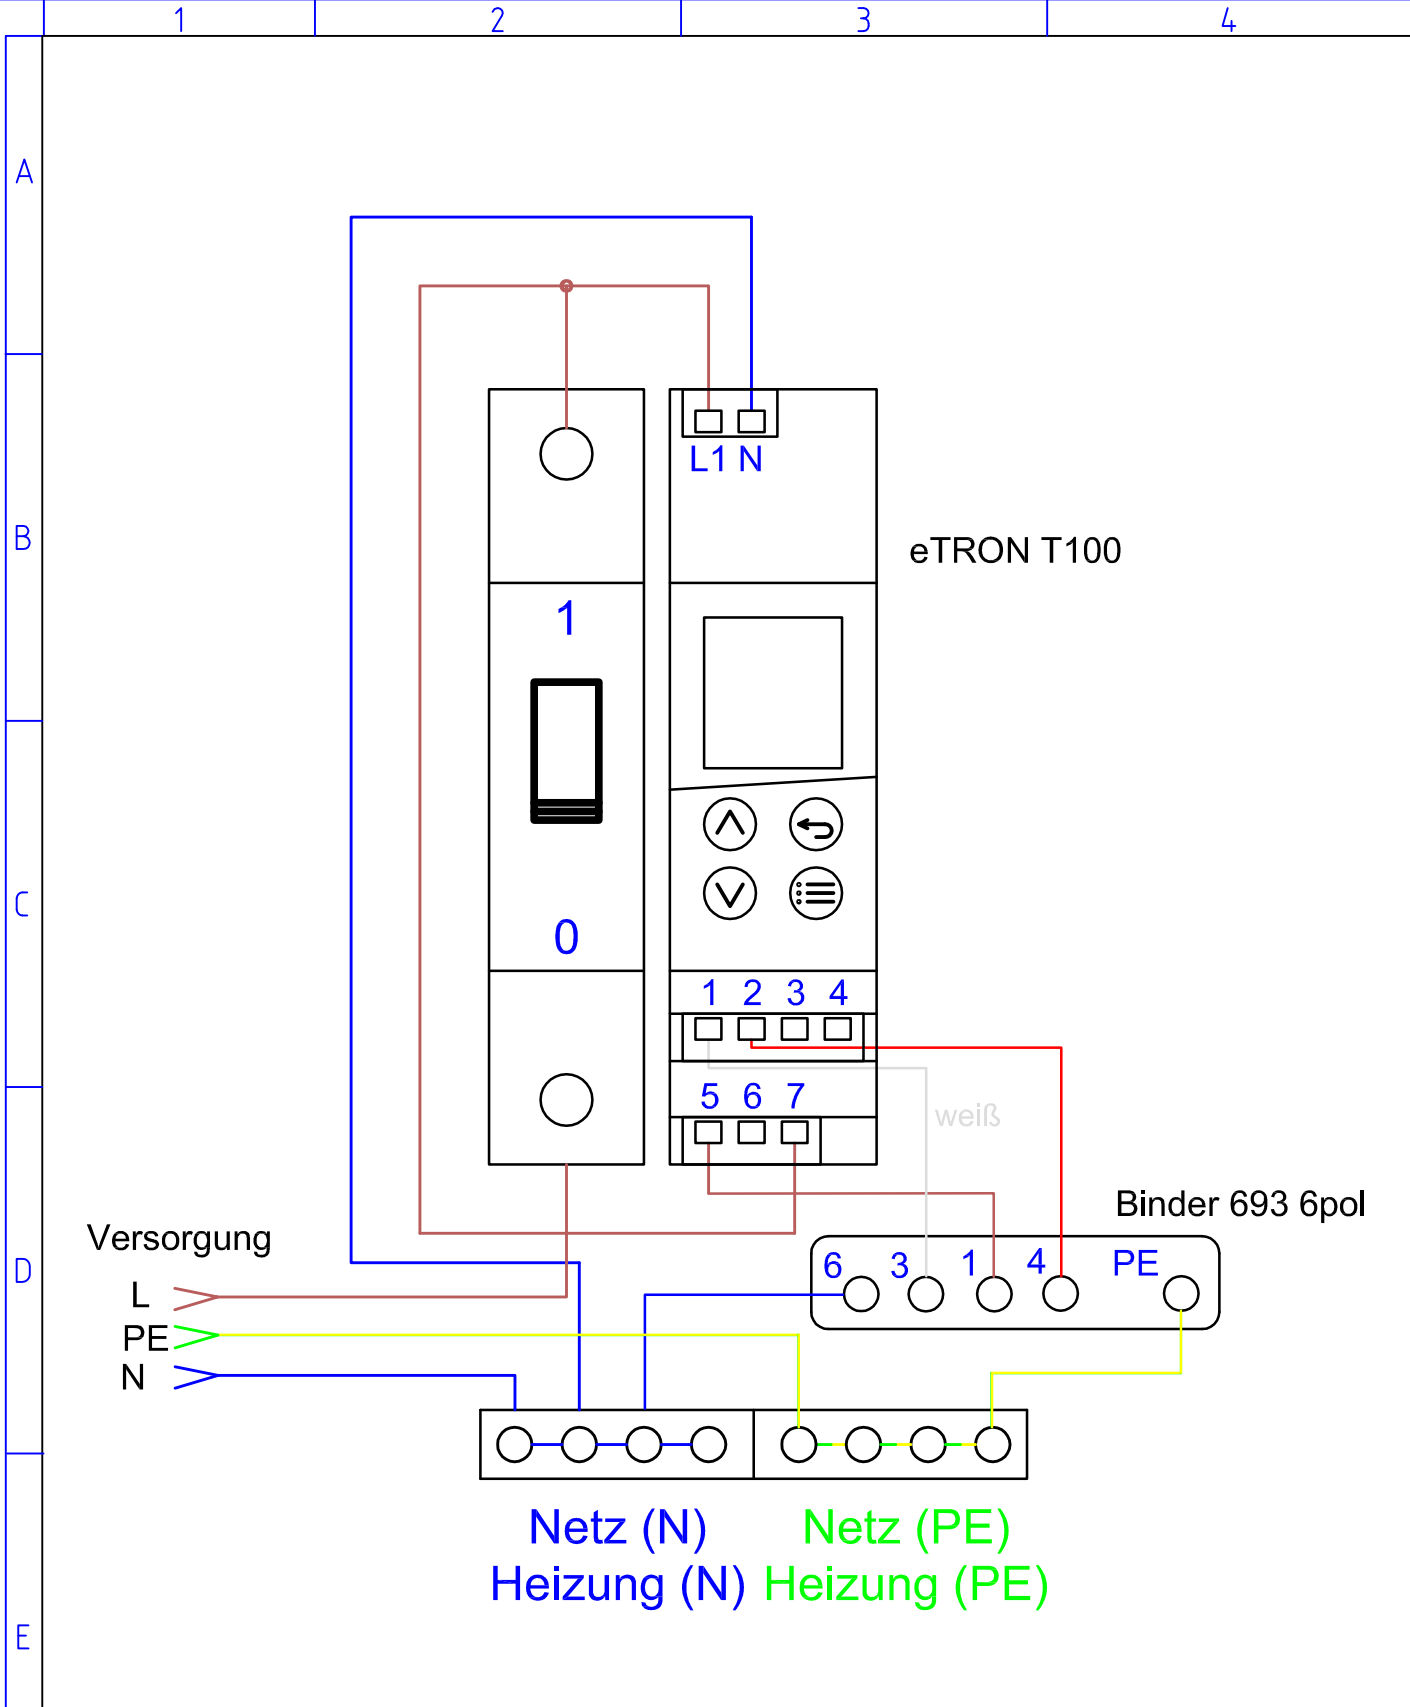 1 2 3 4
A
L1 N
B
eTRON T100
1
C
0
1 2 3 4
5 6 7
weiß
Binder 693 6pol
Versorgung
D
6 3 1 4 PE
L
PE
N
Netz (N) Netz (PE)
Heizung (N) Heizung (PE)
E